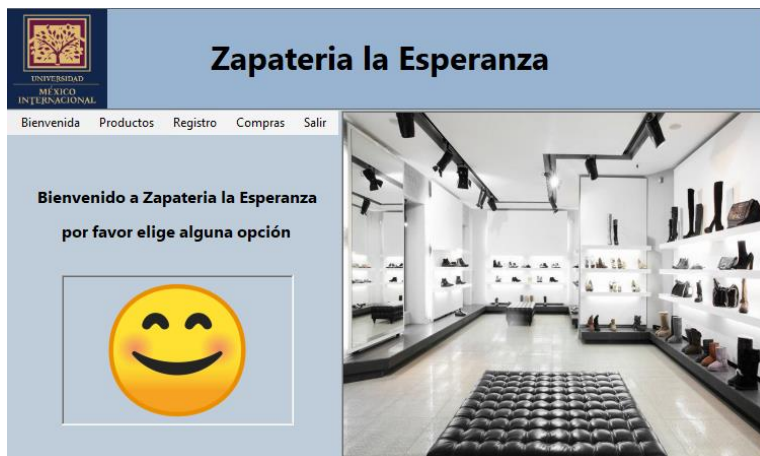 UNIVERSIDAD
MÉXICO
INTERNACIONAL
Zapateria la Esperanza
Bienvenida Productos Registro Compras Salir
Bienvenido a Zapateria la Esperanza
por favor elige alguna opción